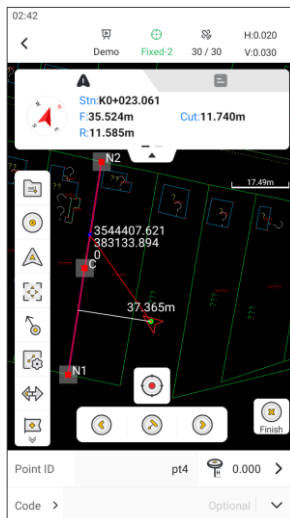 02:42
Demo
Fixed-2
30 / 30
H:0.020
V:0.030
Stn:K0+023.061
F:35.524m
Cut:11.740m
R:11.585m
N2
17.49m
3544407.621
383133.894
0
C
37.365m
N1
Finish
Point ID
pt4
0.000
Code
Optional